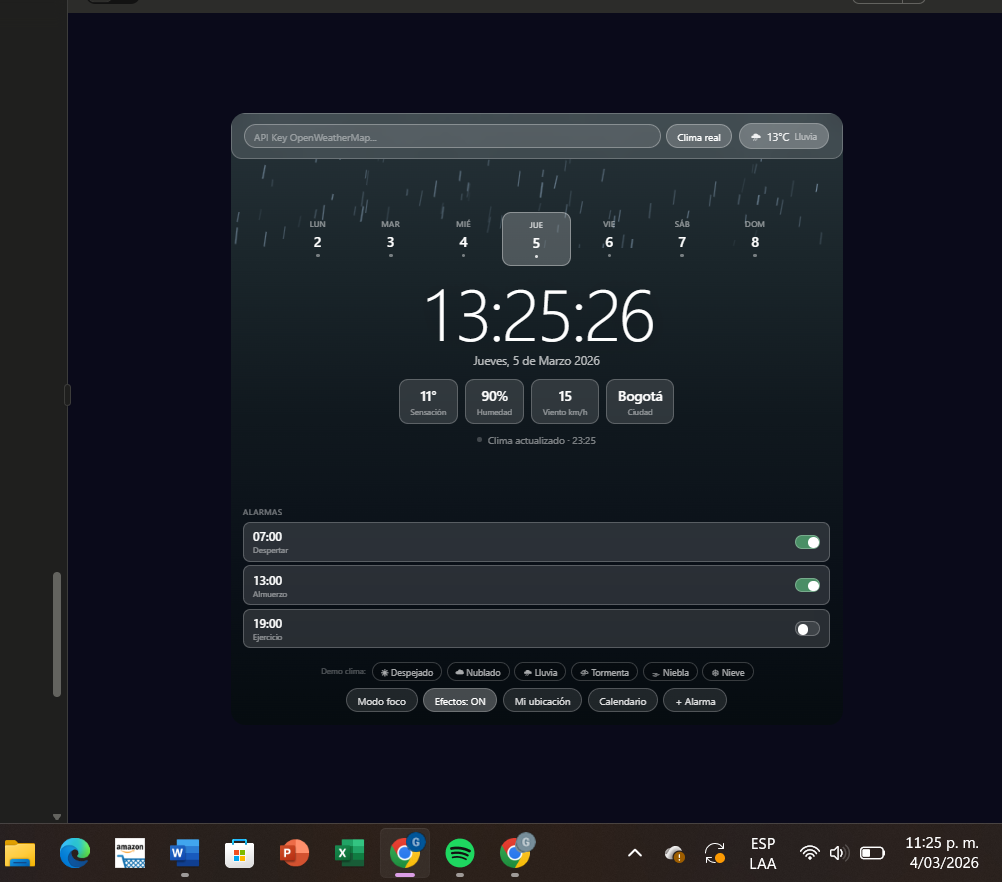 API Key OpenWeatherMap...
Clima real
13°C Lluvia
LUN MAR MIÉ JUE VIE SÁB DOM
2 3 4 5 6 7 8
13:25:26
Jueves, 5 de Marzo 2026
11° 90% 15 Bogotá
Sensación Humedad Viento km/h Ciudad
Clima actualizado · 23:25
ALARMAS
07:00
Despertar
13:00
Almuerzo
19:00
Ejercicio
Demo clima: Despejado Nublado Lluvia Tormenta Niebla Nieve
Modo foco Efectos: ON Mi ubicación Calendario + Alarma
amazon
W P X G G
ESP
LAA
11:25 p. m.
4/03/2026